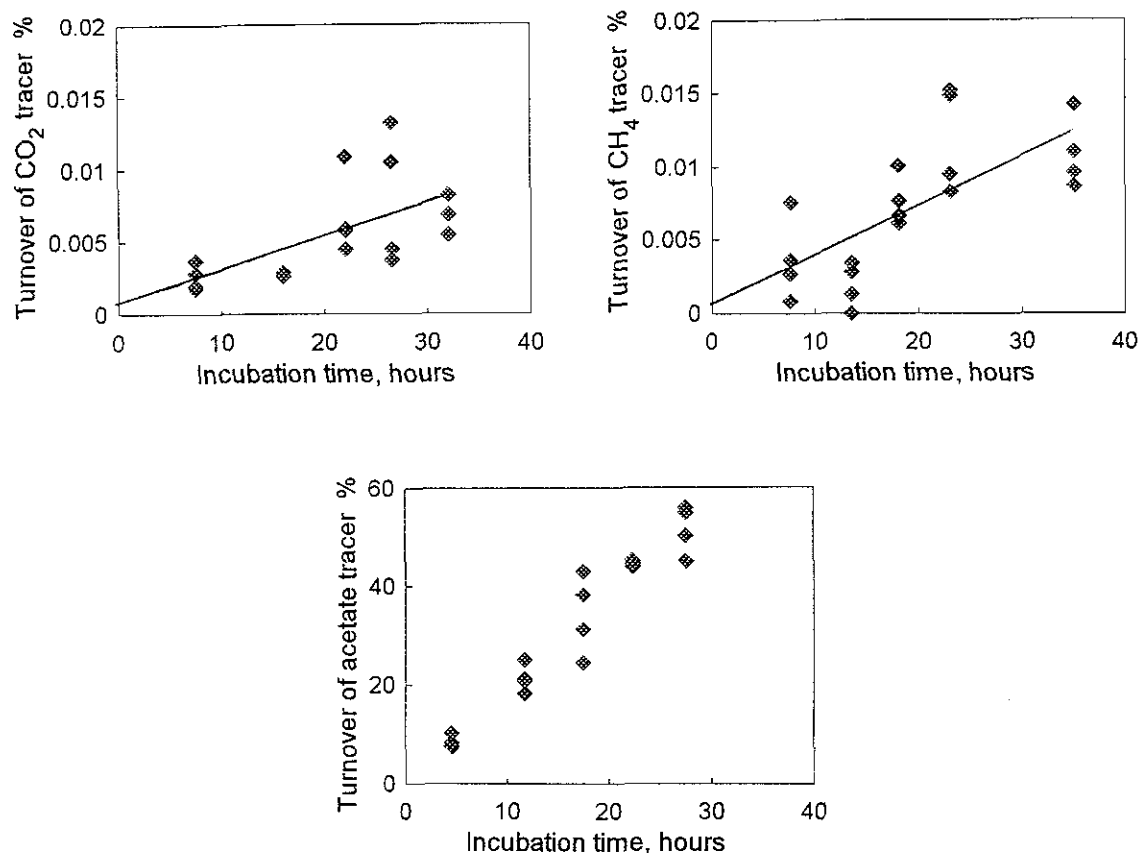 Turnover of CO2 tracer %
0.02
0.015
0.01
0.005
0
0 10 20 30 40
Incubation time, hours
Turnover of CH4 tracer %
0.02
0.015
0.01
0.005
0
0 10 20 30 40
Incubation time, hours
Turnover of acetate tracer %
60
40
20
0
0 10 20 30 40
Incubation time, hours